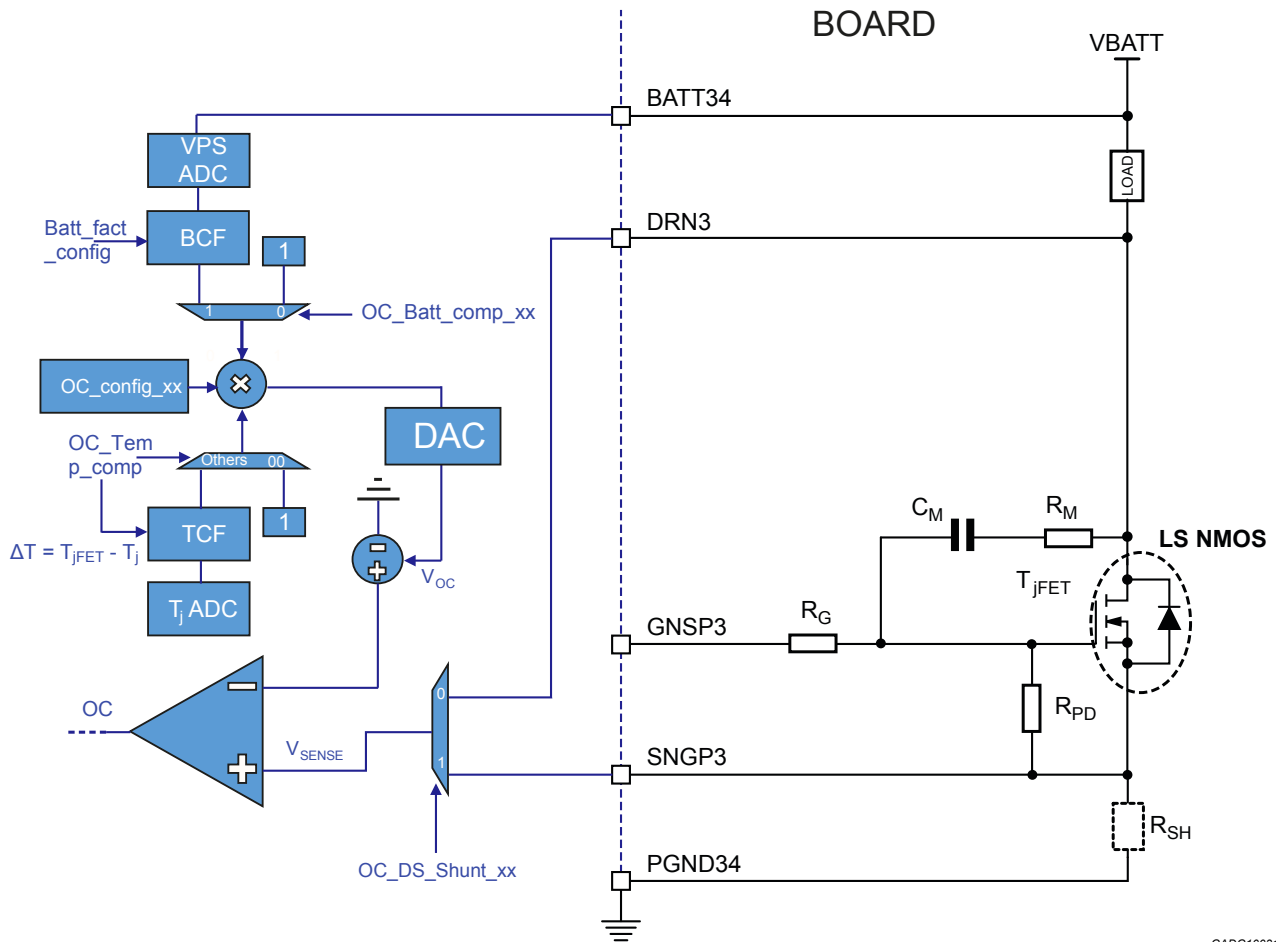 BOARD
VBATT
BATT34
VPS
ADC
LOAD
Batt_fact
_config
BCF
1
DRN3
1 0
OC_Batt_comp_xx
OC_config_xx
DAC
OC_Tem
p_comp
Others 00
TCF
1
ΔT = TjFET - Tj
Tj ADC
VOC
CM
RM
LS NMOS
TjFET
GNSP3
RG
RPD
OC
VSENSE
0
1
SNGP3
RSH
OC_DS_Shunt_xx
PGND34